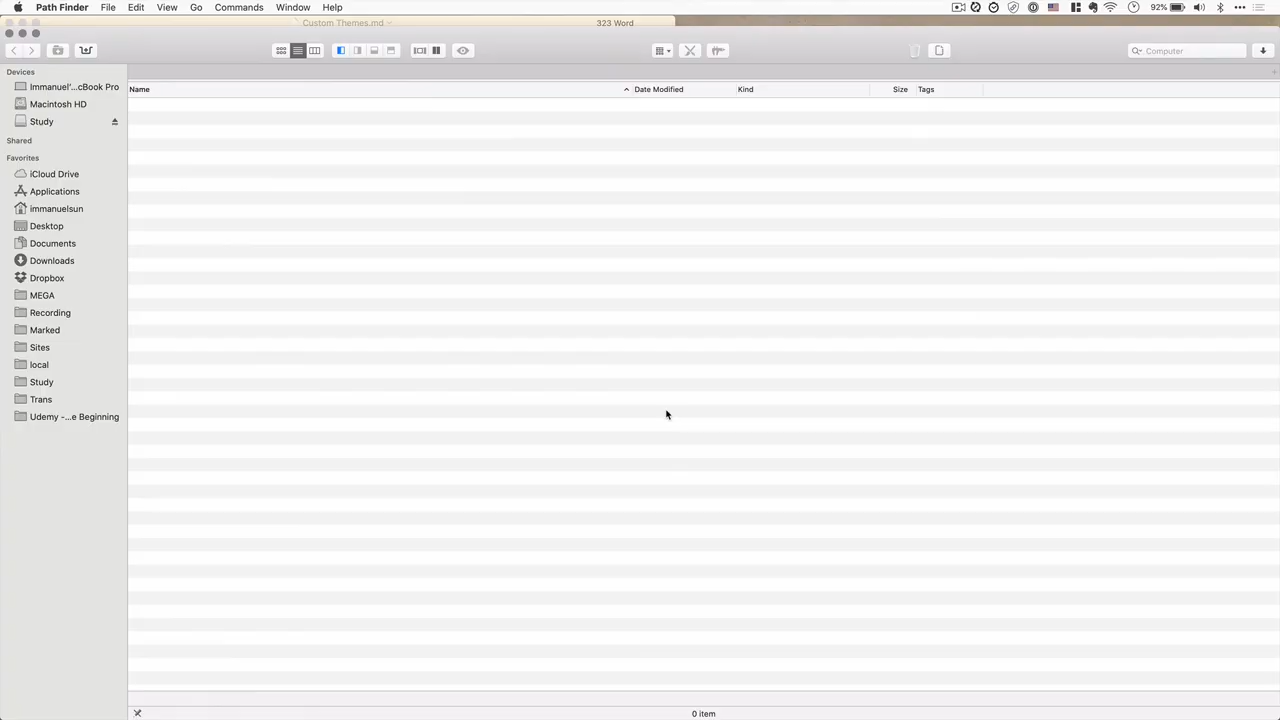 Path Finder File Edit View Go Commands Window Help 92%
Custom Themes.md 323 Word
Computer
Devices
Immanuel'...cBook Pro
Macintosh HD
Study
Shared
Favorites
iCloud Drive
Applications
immanuelsun
Desktop
Documents
Downloads
Dropbox
MEGA
Recording
Marked
Sites
local
Study
Trans
Udemy -...e Beginning
Name Date Modified Kind Size Tags
0 item